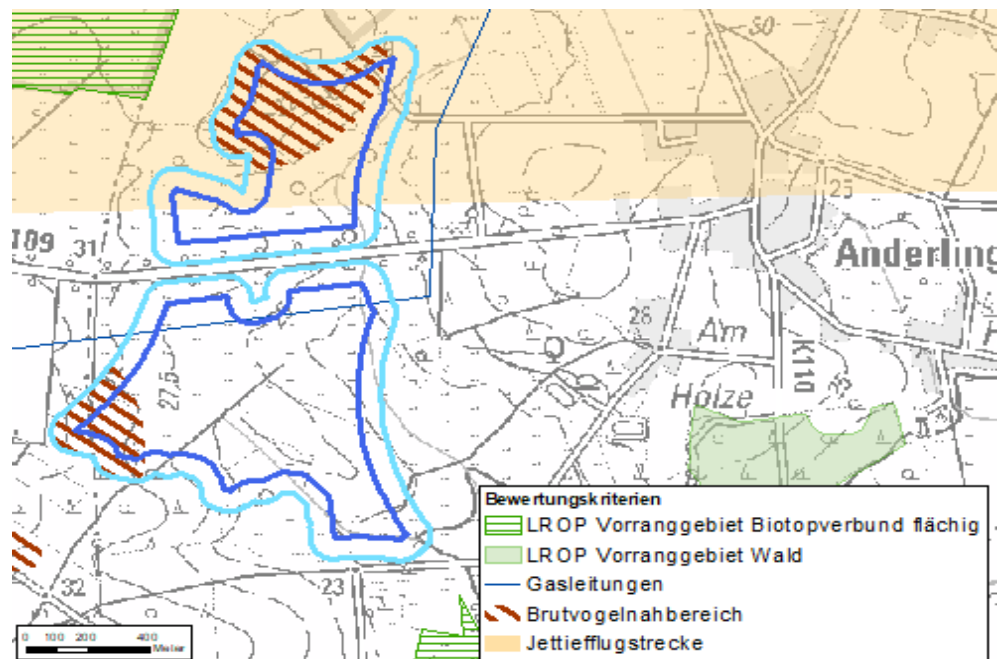 50
25
109
31
Anderling
28
Am
K110
Holze
33
27,5
23
32
Bewertungskriterien
LROP Vorranggebiet Biotopverbund flächig
LROP Vorranggebiet Wald
Gasleitungen
Brutvogelnahbereich
Jettiefflugstrecke
0 100 200 400
Meter